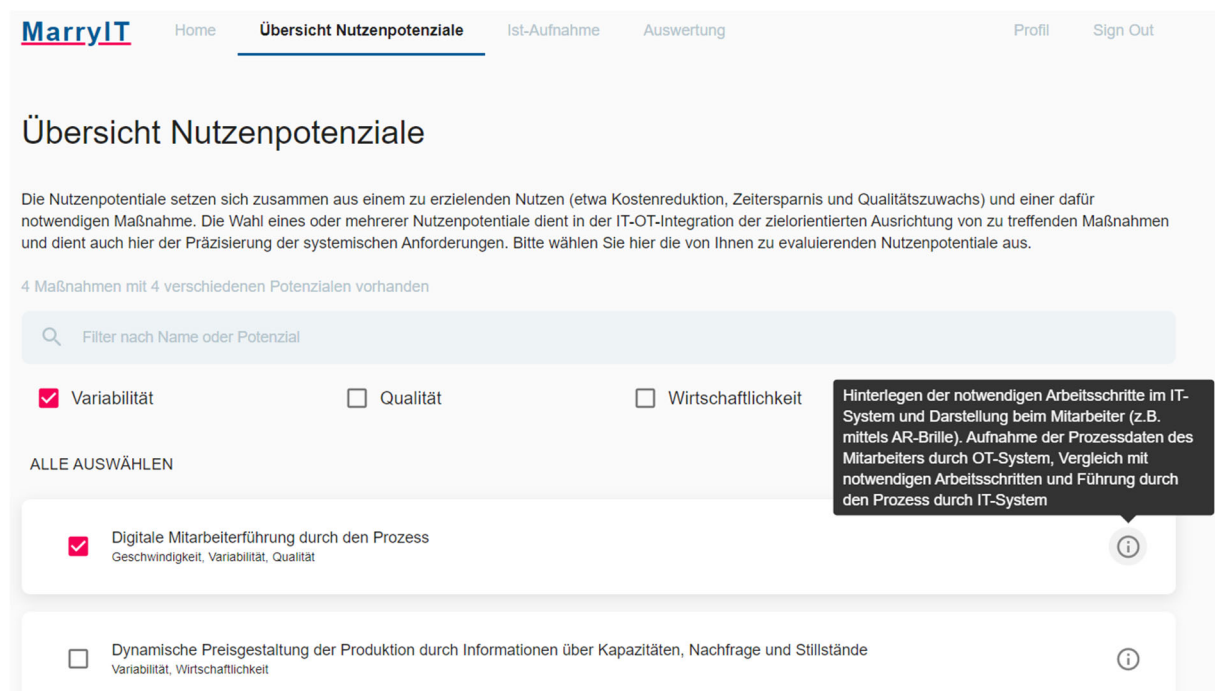 MarryIT Home Übersicht Nutzenpotenziale Ist-Aufnahme Auswertung Profil Sign Out
Übersicht Nutzenpotenziale
Die Nutzenpotentiale setzen sich zusammen aus einem zu erzielenden Nutzen (etwa Kostenreduktion, Zeitersparnis und Qualitätszuwachs) und einer dafür
notwendigen Maßnahme. Die Wahl eines oder mehrerer Nutzenpotentiale dient in der IT-OT-Integration der zielorientierten Ausrichtung von zu treffenden Maßnahmen
und dient auch hier der Präzisierung der systemischen Anforderungen. Bitte wählen Sie hier die von Ihnen zu evaluierenden Nutzenpotentiale aus.
4 Maßnahmen mit 4 verschiedenen Potenzialen vorhanden
Filter nach Name oder Potenzial
Variabilität Qualität Wirtschaftlichkeit
Hinterlegen der notwendigen Arbeitsschritte im IT-
System und Darstellung beim Mitarbeiter (z.B.
mittels AR-Brille). Aufnahme der Prozessdaten des
Mitarbeiters durch OT-System, Vergleich mit
notwendigen Arbeitsschritten und Führung durch
den Prozess durch IT-System
ALLE AUSWÄHLEN
Digitale Mitarbeiterführung durch den Prozess
Geschwindigkeit, Variabilität, Qualität
Dynamische Preisgestaltung der Produktion durch Informationen über Kapazitäten, Nachfrage und Stillstände
Variabilität, Wirtschaftlichkeit